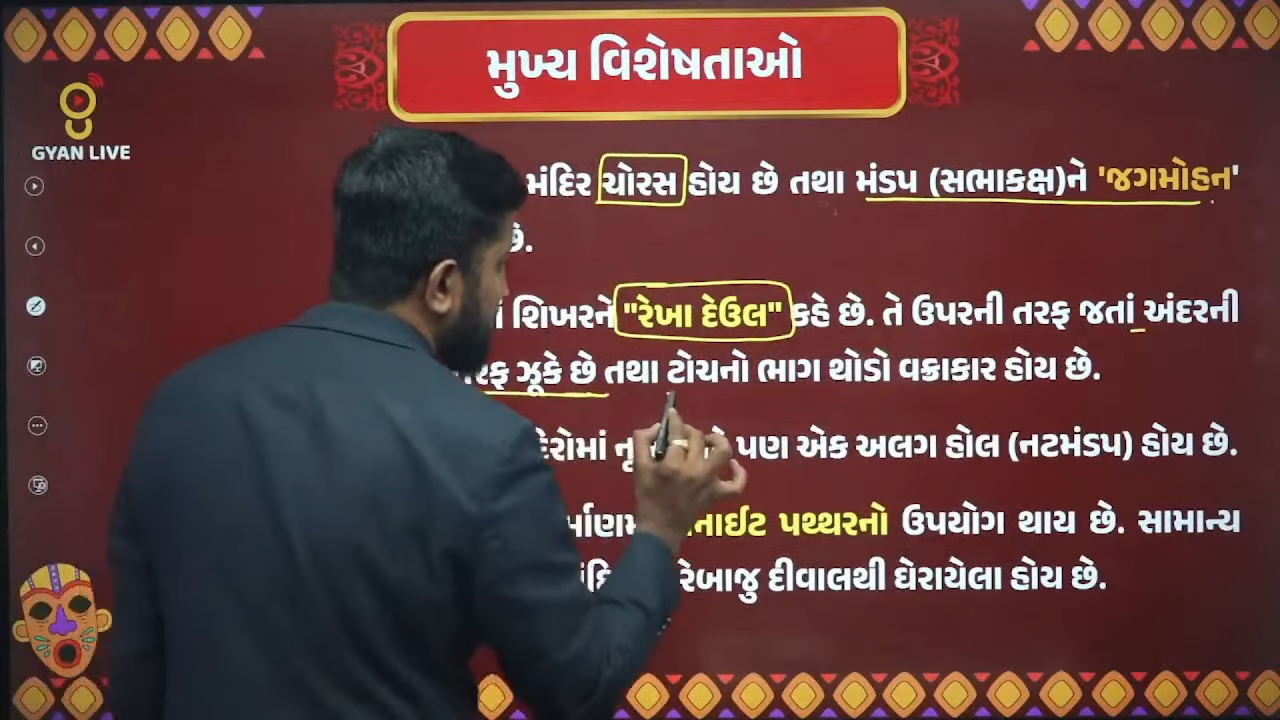 મુખ્ય વિશેષતાઓ
GYAN LIVE
મંદિર ચોરસ હોય છે તથા મંડપ (સભાકક્ષ)ને 'જગમોહન'
છે.
શિખરને "રેખા દેઉલ" કહે છે. તે ઉપરની તરફ જતાં અંદરની
ઝૂકે છે તથા ટોચનો ભાગ થોડો વક્રાકાર હોય છે.
પણ એક અલગ હોલ (નટમંડપ) હોય છે.
પથ્થરનો ઉપયોગ થાય છે. સામાન્ય
દીવાલથી ઘેરાયેલા હોય છે.